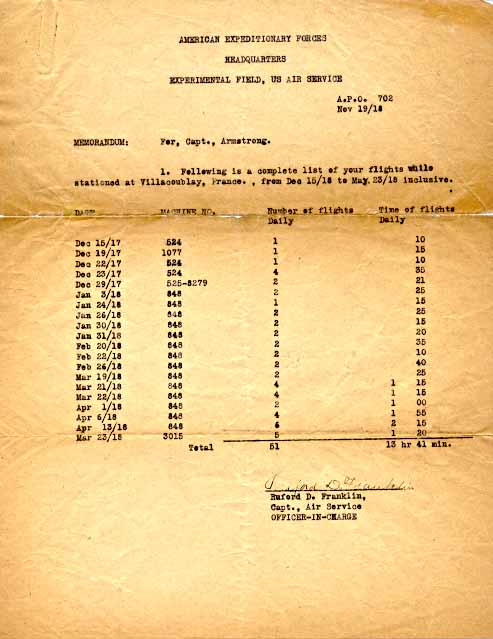 AMERICAN EXPEDITIONARY FORCES
HEADQUARTERS
EXPERIMENTAL FIELD, US AIR SERVICE
A.P.O. 702
Nov 19/18
MEMORANDUM: For, Capt., Armstrong.
1. Following is a complete list of your flights while
stationed at Villacoublay, France. , from Dec 15/18 to May.23/18 inclusive.
DATE MACHINE NO. Number of flights Time of flights
Daily Daily
Dec 15/17 524 1 10
Dec 19/17 1077 1 15
Dec 22/17 524 1 10
Dec 23/17 524 4 35
Dec 29/17 525-5279 2 21
Jan 3/18 848 2 25
Jan 24/18 848 1 15
Jan 26/18 848 2 25
Jan 30/18 848 2 15
Jan 31/18 848 2 20
Feb 20/18 848 2 35
Feb 22/18 848 2 10
Feb 26/18 848 2 40
Mar 19/18 848 2 25
Mar 21/18 848 4 1 15
Mar 22/18 848 4 1 15
Apr 1/18 848 2 1 00
Apr 6/18 848 4 1 55
Apr 13/18 848 6 2 15
Mar 23/18 3015 5 1 20
Total 51 13 hr 41 min.
Ruford D. Franklin
Ruford D. Franklin,
Capt., Air Service
OFFICER-IN-CHARGE